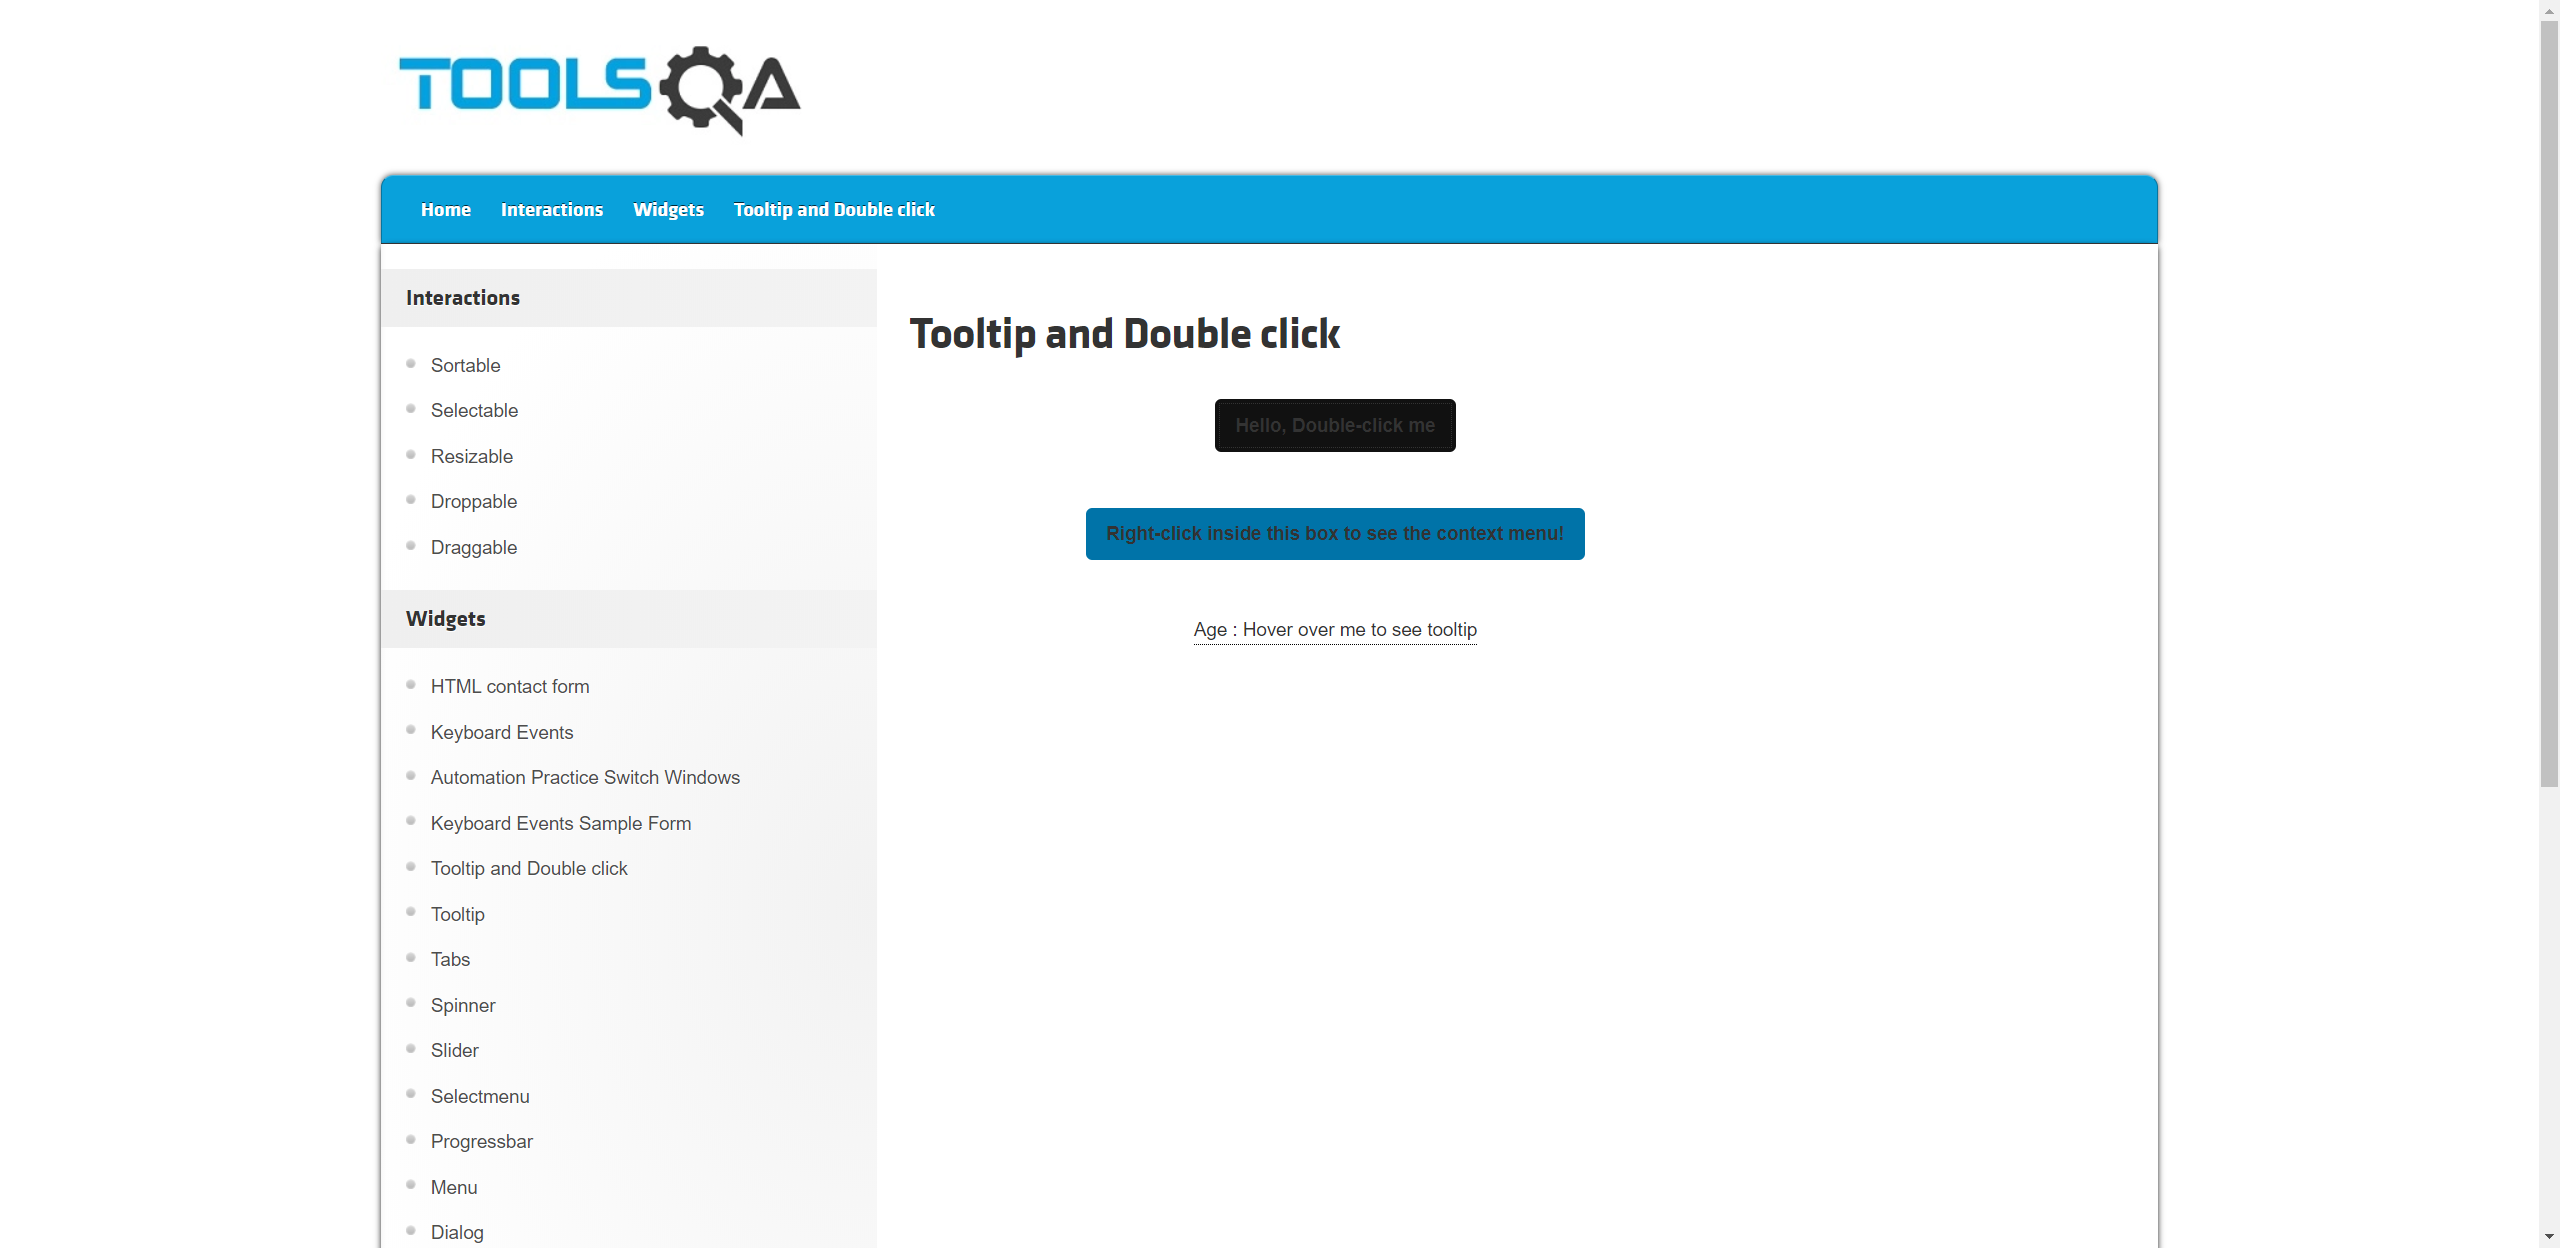 TOOLSQA
Home Interactions Widgets Tooltip and Double click
Interactions
Sortable
Selectable
Resizable
Droppable
Draggable
Widgets
HTML contact form
Keyboard Events
Automation Practice Switch Windows
Keyboard Events Sample Form
Tooltip and Double click
Tooltip
Tabs
Spinner
Slider
Selectmenu
Progressbar
Menu
Dialog
Tooltip and Double click
Hello, Double-click me
Right-click inside this box to see the context menu!
Age : Hover over me to see tooltip